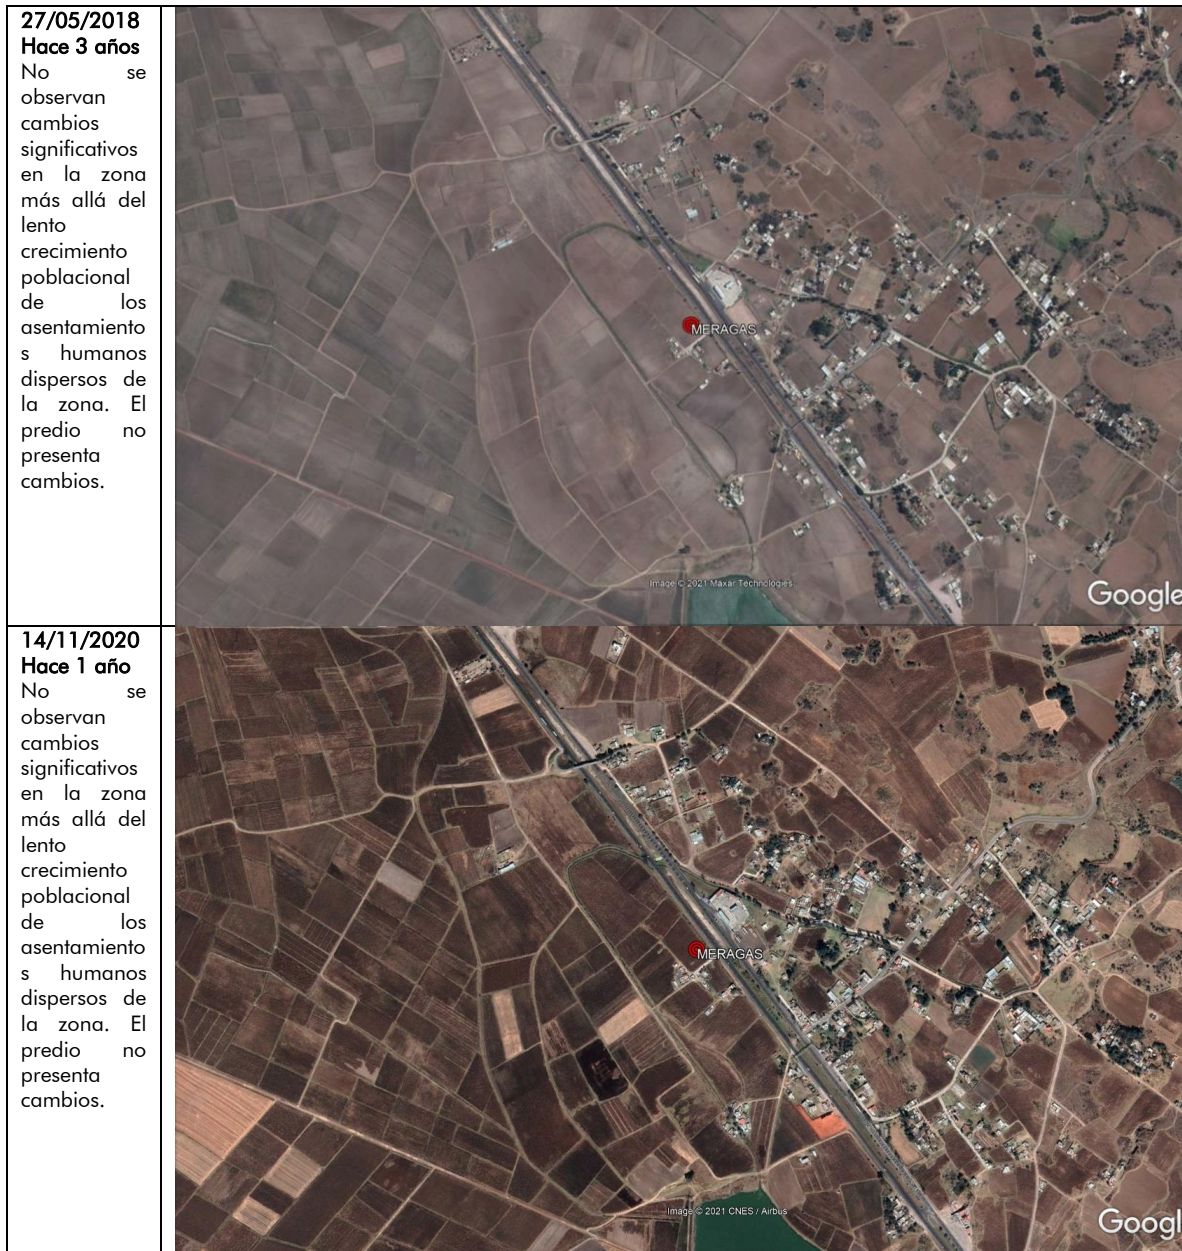 27/05/2018
Hace 3 años
No se
observan
cambios
significativos
en la zona
más allá del
lento
crecimiento
poblacional
de los
asentamiento
s humanos
dispersos de
la zona. El
predio no
presenta
cambios.
MERAGAS
Image © 2021 Maxar Technologies
Google
14/11/2020
Hace 1 año
No se
observan
cambios
significativos
en la zona
más allá del
lento
crecimiento
poblacional
de los
asentamiento
s humanos
dispersos de
la zona. El
predio no
presenta
cambios.
MERAGAS
Image © 2021 CNES / Airbus
Googl